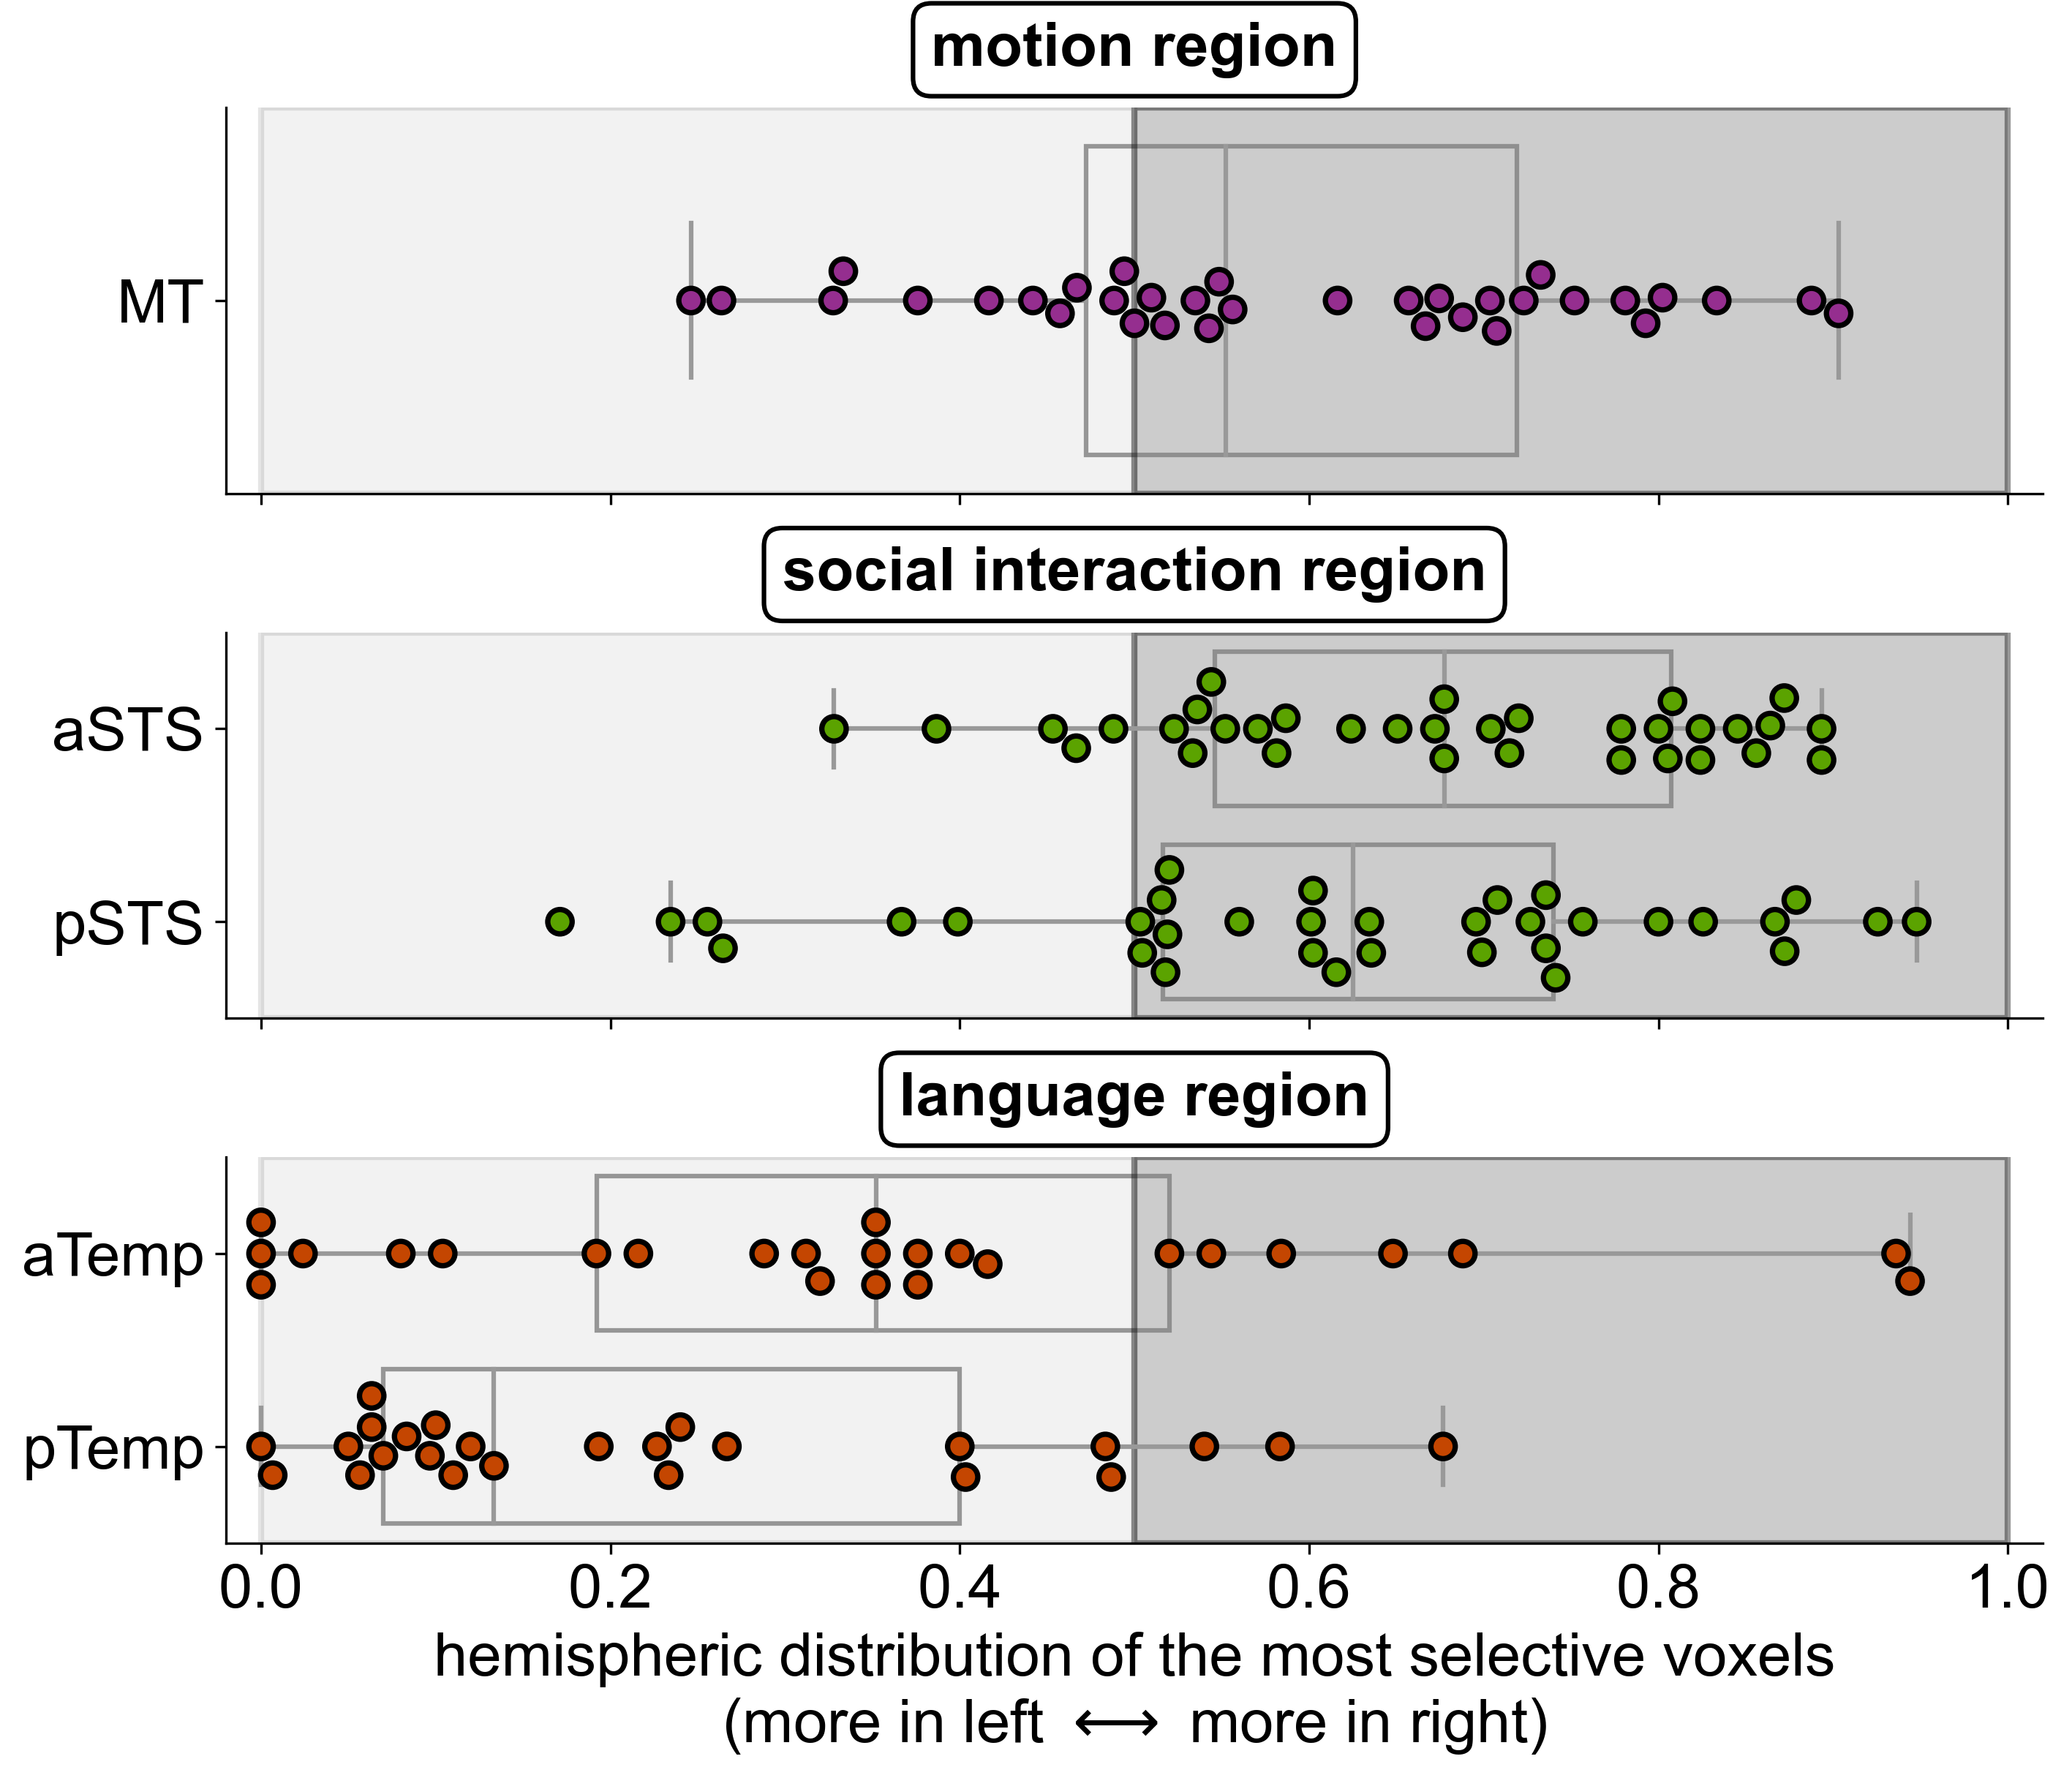 motion region
MT
social interaction region
aSTS
pSTS
language region
aTemp
pTemp
0.0 0.2 0.4 0.6 0.8 1.0
hemispheric distribution of the most selective voxels
(more in left ⟷ more in right)